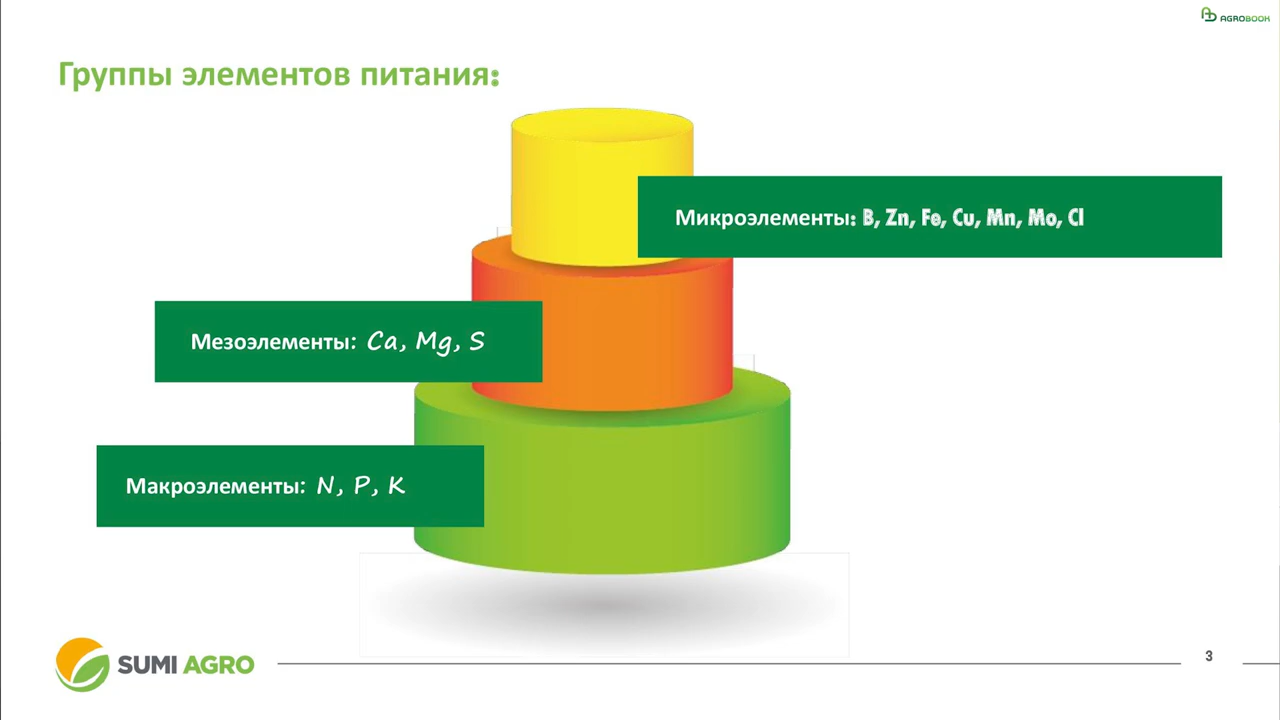 AGROBOOK
Группы элементов питания:
Микроэлементы: B, Zn, Fe, Cu, Mn, Mo, Cl
Мезоэлементы: Ca, Mg, S
Макроэлементы: N, P, K
SUMI AGRO
3